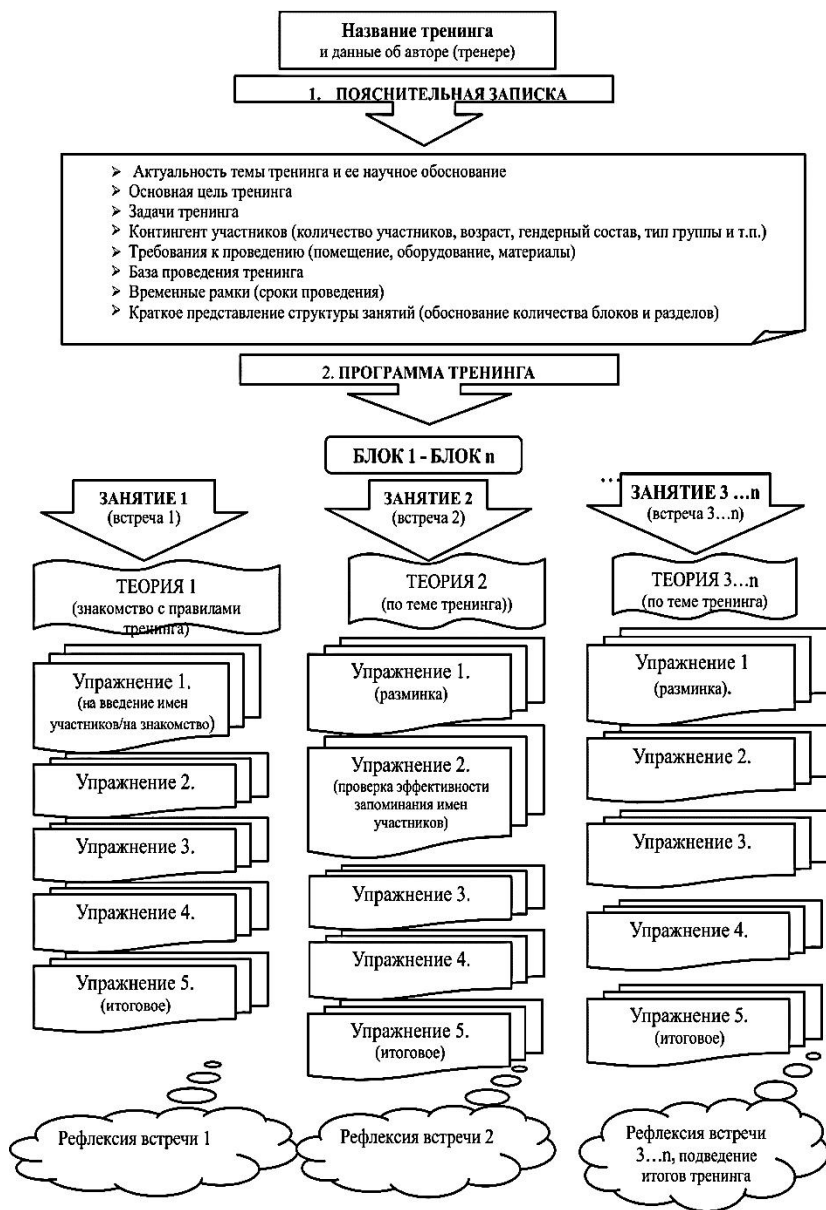 Название тренинга
и данные об авторе (тренере)
1. ПОЯСНИТЕЛЬНАЯ ЗАПИСКА
Актуальность темы тренинга и ее научное обоснование
Основная цель тренинга
Задачи тренинга
Контингент участников (количество участников, возраст, гендерный состав, тип группы и т.п.)
Требования к проведению (помещение, оборудование, материалы)
База проведения тренинга
Временные рамки (сроки проведения)
Краткое представление структуры занятий (обоснование количества блоков и разделов)
2. ПРОГРАММА ТРЕНИНГА
БЛОК 1 - БЛОК n
ЗАНЯТИЕ 1
(встреча 1)
ТЕОРИЯ 1
(знакомство с правилами
тренинга)
Упражнение 1.
(на введение имен
участников/на знакомство)
Упражнение 2.
Упражнение 3.
Упражнение 4.
Упражнение 5.
(итоговое)
Рефлексия встречи 1
ЗАНЯТИЕ 2
(встреча 2)
ТЕОРИЯ 2
(по теме тренинга))
Упражнение 1.
(разминка)
Упражнение 2.
(проверка эффективности
запоминания имен
участников)
Упражнение 3.
Упражнение 4.
Упражнение 5.
(итоговое)
Рефлексия встречи 2
…
ЗАНЯТИЕ 3 …n
(встреча 3…n)
ТЕОРИЯ 3…n
(по теме тренинга)
Упражнение 1
(разминка).
Упражнение 2.
Упражнение 3.
Упражнение 4.
Упражнение 5.
(итоговое)
Рефлексия встречи
3…n, подведение
итогов тренинга